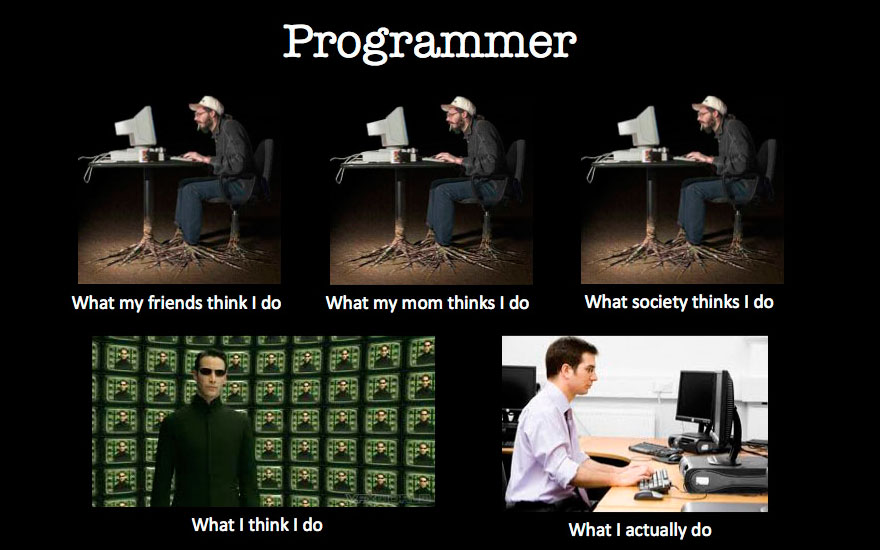 Programmer
What my friends think I do
What my mom thinks I do
What society thinks I do
What I think I do
What I actually do